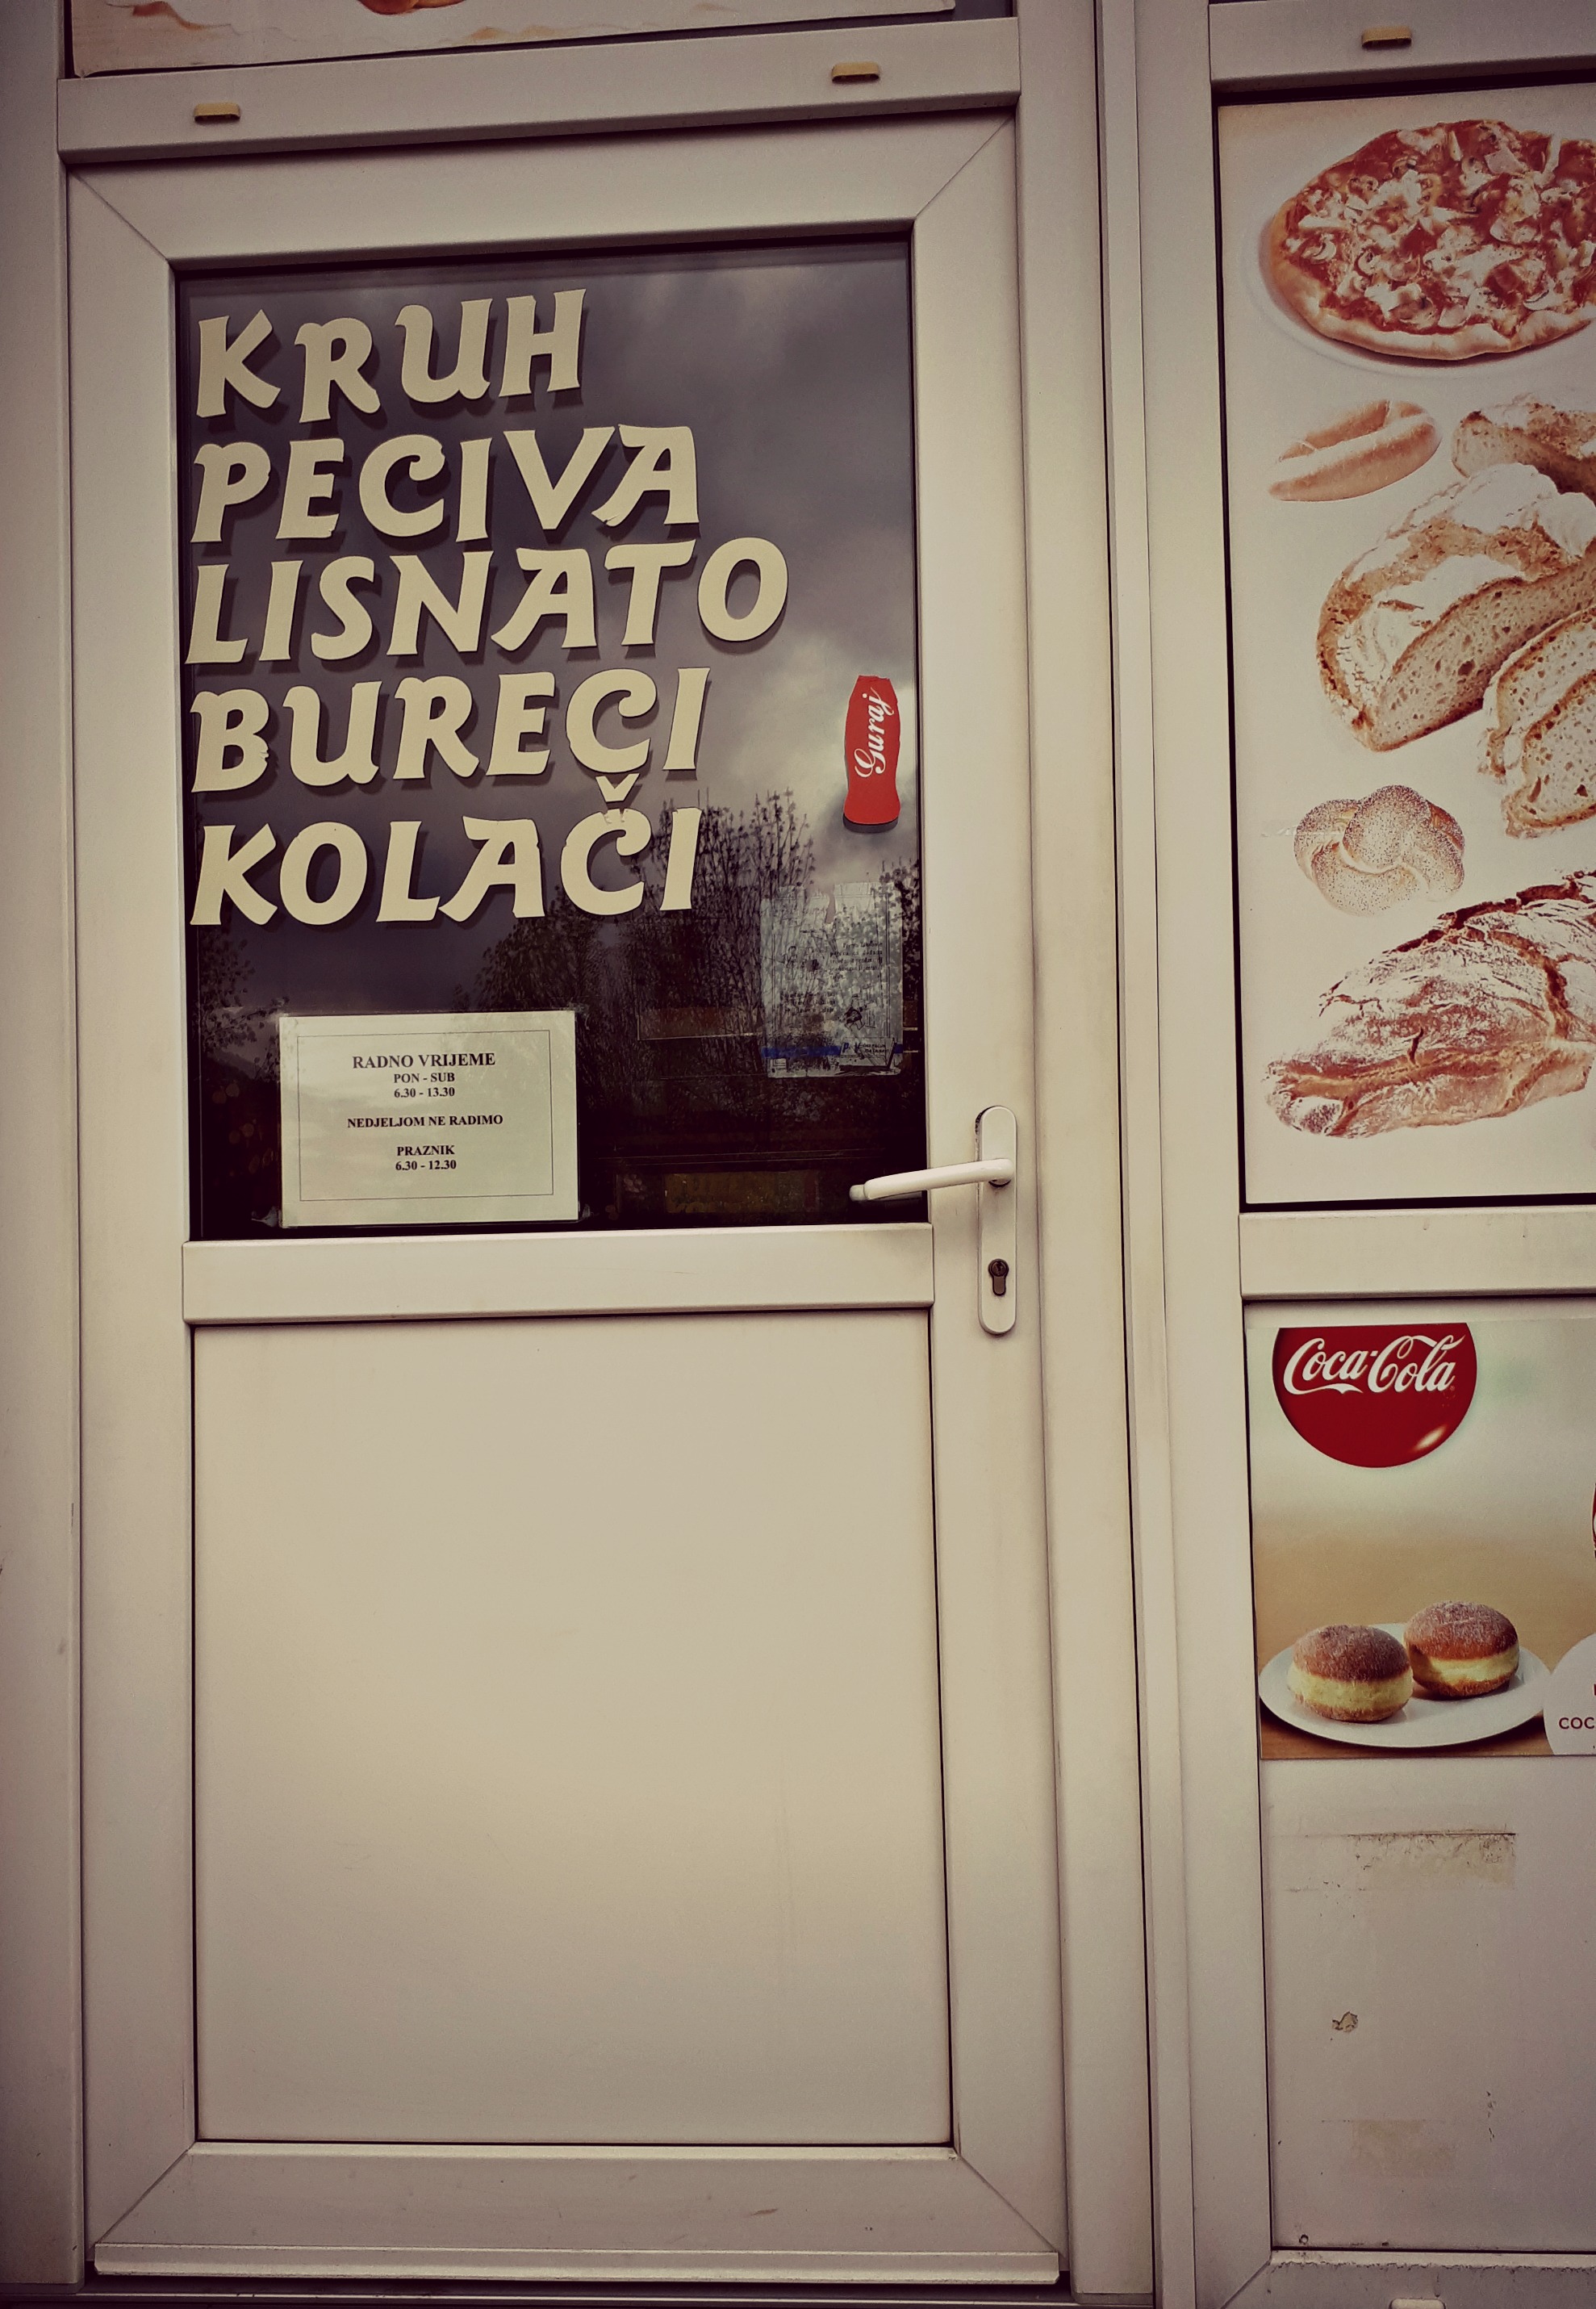 KRUH
PECIVA
LISNATO
BURECI
KOLAČI
Guraj
RADNO VRIJEME
PON - SUB
6.30 - 13.30
NEDJELJOM NE RADIMO
PRAZNIK
6.30 - 12.30
Coca-Cola